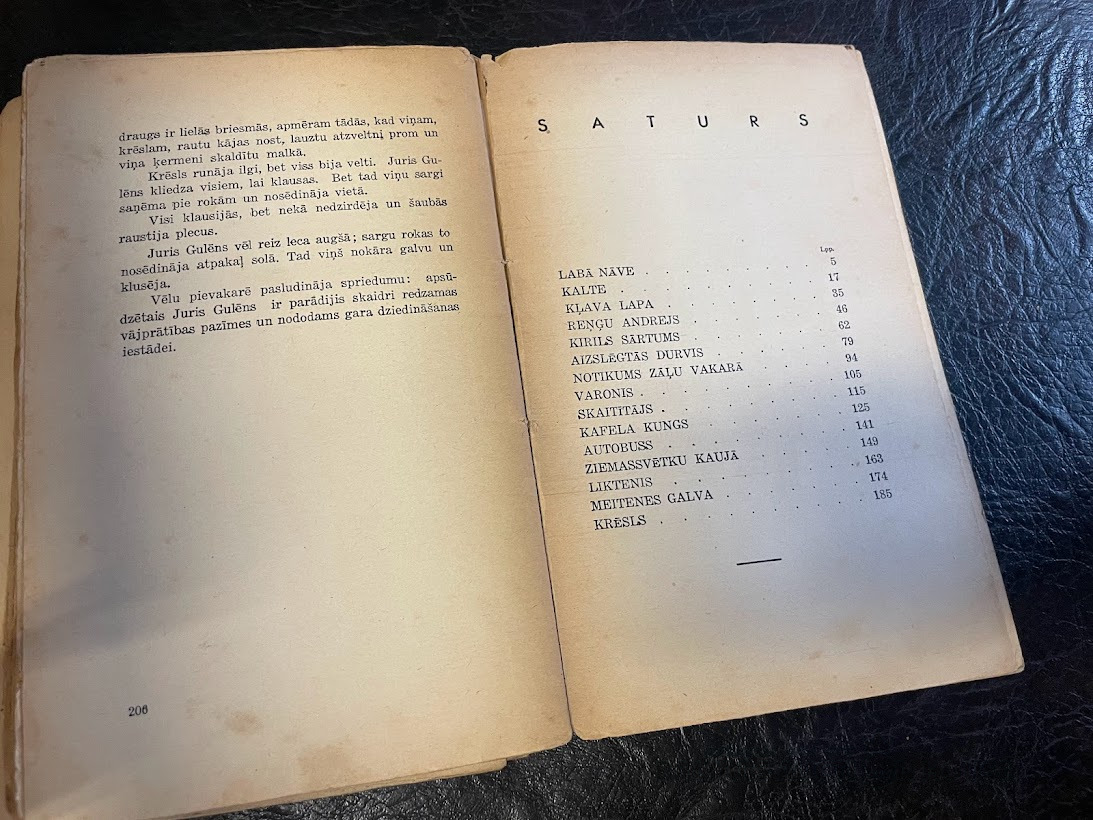 draugs ir lielās briesmās, apmēram tādās, kad viņam,
krēslam, rautu kājas nost, lauztu atzveltni prom un
viņa ķermeni skaldītu malkā.
Krēsls runāja ilgi, bet viss bija velti. Juris Gu-
lēns kliedza visiem, lai klausas. Bet tad viņu sargi
saņēma pie rokām un nosēdināja vietā.
Visi klausijās, bet nekā nedzirdēja un šaubās
raustija plecus.
Juris Gulēns vēl reiz leca augšā; sargu rokas to
nosēdināja atpakaļ solā. Tad viņš nokāra galvu un
klusēja.
Vēlu pievakarē pasludināja spriedumu: apsū-
dzētais Juris Gulēns ir parādijis skaidri redzamas
vājprātības pazīmes un nododams gara dziedināšanas
iestādei.
206
SATURS
Lpp.
LABĀ NĀVE . . . . . . . . . 5
KALTE . . . . . . . . . . 17
KĻAVA LAPA . . . . . . . . . 35
REŅĢU ANDREJS . . . . . . . . 46
KIRILS SĀRTUMS . . . . . . . . 62
AIZSLĒGTĀS DURVIS . . . . . . . 79
NOTIKUMS ZĀĻU VAKARĀ . . . . . 94
VARONIS . . . . . . . . . . 105
SKAITĪTĀJS . . . . . . . . . 115
KAFELA KUNGS . . . . . . . . 125
AUTOBUSS . . . . . . . . . 141
ZIEMASSVĒTKU KAUJĀ . . . . . . 149
LIKTENIS . . . . . . . . . 163
MEITENES GALVA . . . . . . . 174
KRĒSLS . . . . . . . . . . 185